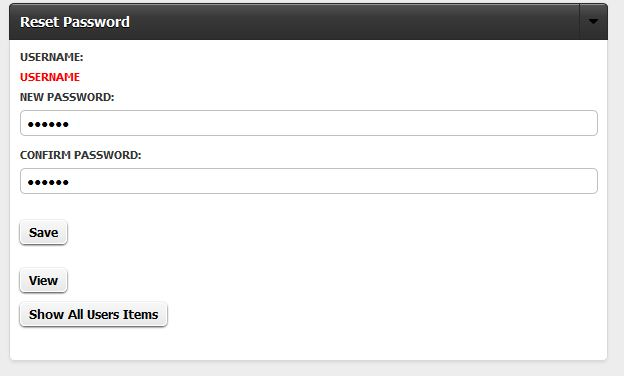 Reset Password
USERNAME:
USERNAME
NEW PASSWORD:
●●●●●●
CONFIRM PASSWORD:
●●●●●●
Save
View
Show All Users Items